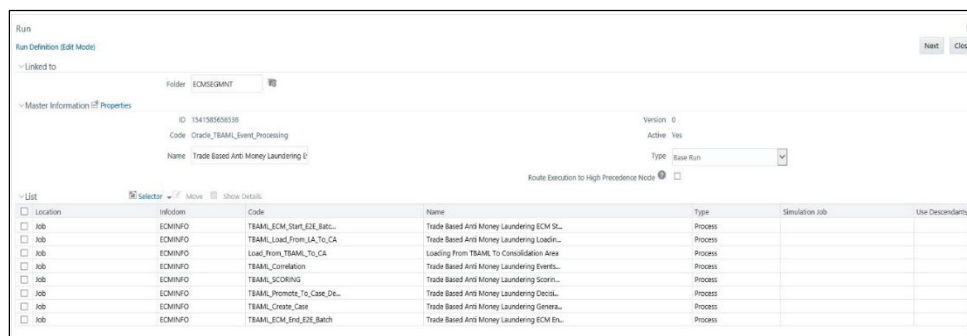 Run
Run Definition (Edit Mode)
Next Clos
Linked to
Folder ECMSEGMNT
Master Information Properties
ID 1541585658538 Version 0
Code Oracle_TBAML_Event_Processing Active Yes
Name Trade Based Anti Money Laundering E Type Base Run
Route Execution to High Precedence Node
List Selector Move Show Details
Location Infodom Code Name Type Simulation Job Use Descendants
Job ECMINFO TBAML_ECM_Start_E2E_Batc... Trade Based Anti Money Laundering ECM St... Process
Job ECMINFO TBAML_Load_From_LA_To_CA Trade Based Anti Money Laundering Loadin... Process
Job ECMINFO Load_From_TBAML_To_CA Loading From TBAML To Consolidation Area Process
Job ECMINFO TBAML_Correlation Trade Based Anti Money Laundering Events... Process
Job ECMINFO TBAML_SCORING Trade Based Anti Money Laundering Scorin... Process
Job ECMINFO TBAML_Promote_To_Case_De... Trade Based Anti Money Laundering Decisi... Process
Job ECMINFO TBAML_Create_Case Trade Based Anti Money Laundering Genera... Process
Job ECMINFO TBAML_ECM_End_E2E_Batch Trade Based Anti Money Laundering ECM En... Process